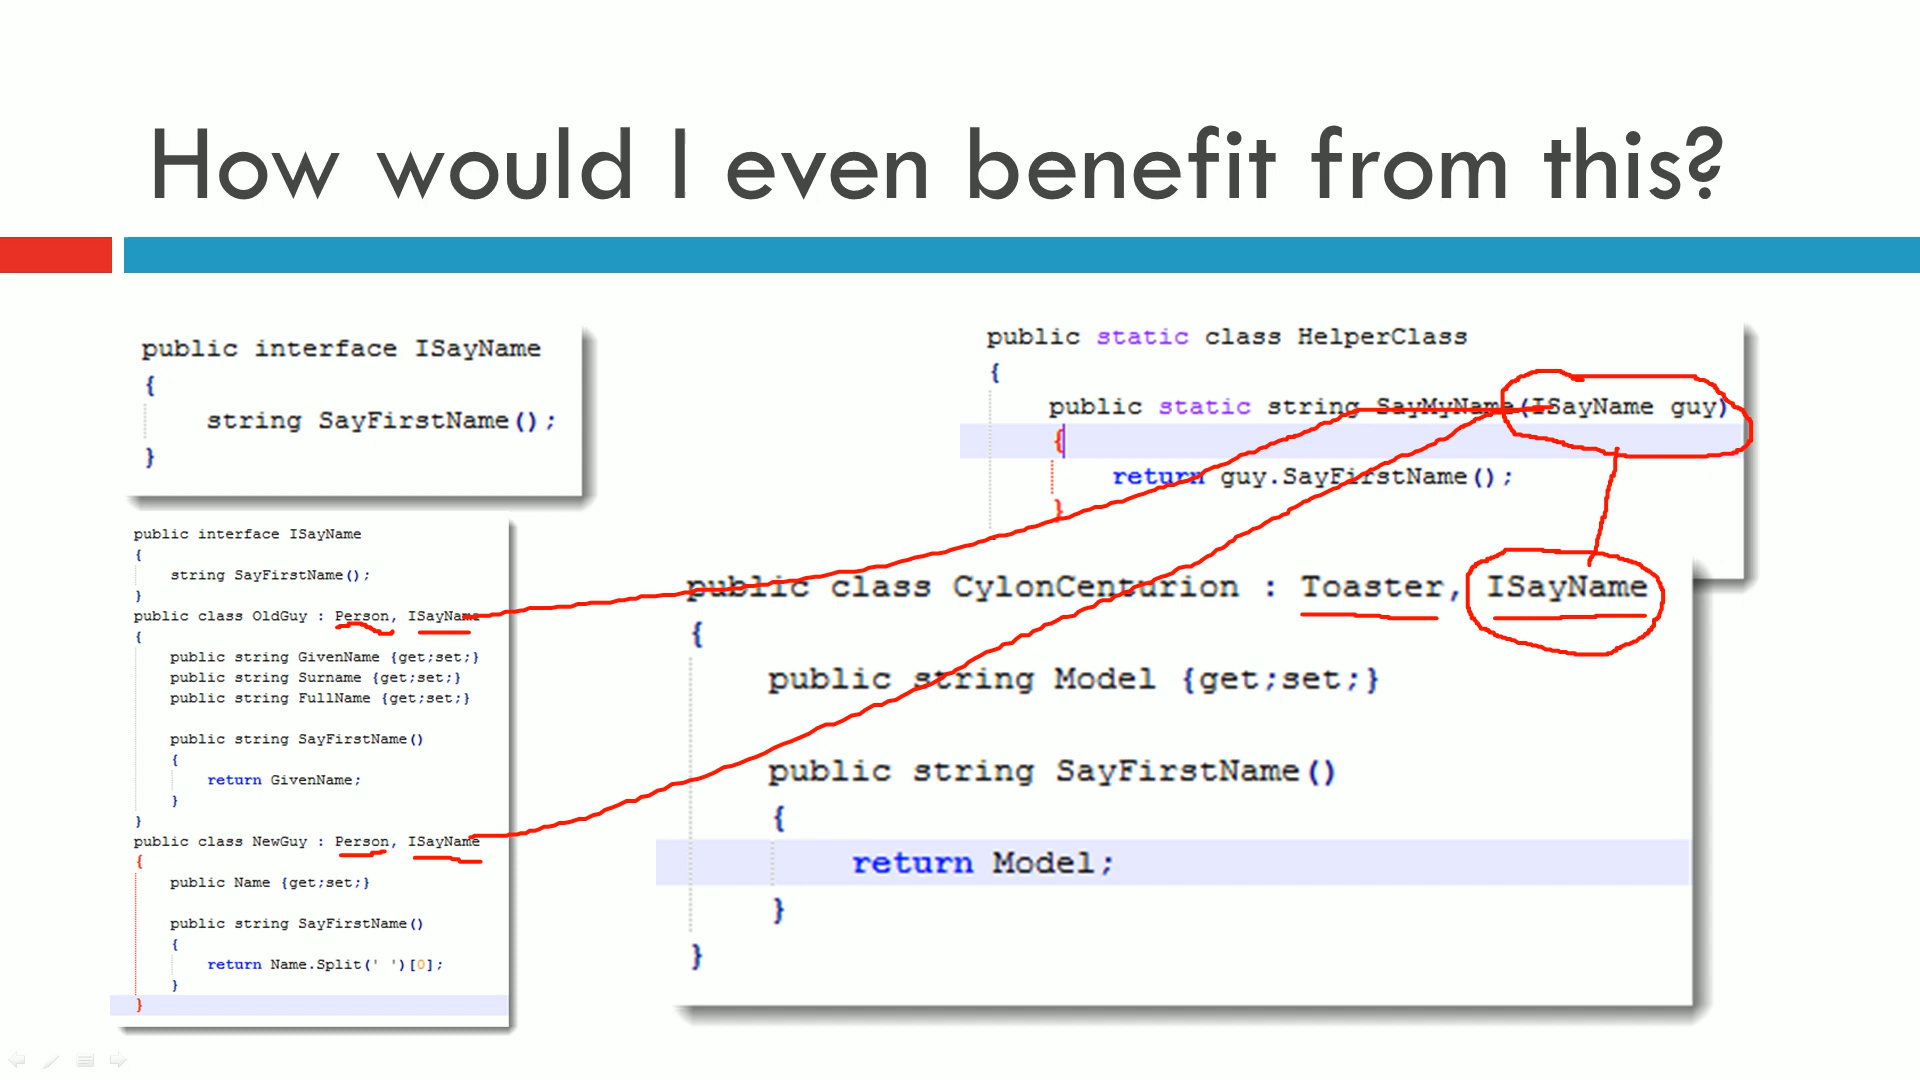 How would I even benefit from this?
public interface ISayName
{
string SayFirstName();
}
public interface ISayName
{
string SayFirstName();
}
public class OldGuy : Person, ISayName
{
public string GivenName {get;set;}
public string Surname {get;set;}
public string FullName {get;set;}
public string SayFirstName()
{
return GivenName;
}
}
public class NewGuy : Person, ISayName
{
public Name {get;set;}
public string SayFirstName()
{
return Name.Split(' ')[0];
}
}
public static class HelperClass
{
public static string SayMyName(ISayName guy)
{
return guy.SayFirstName();
}
public class CylonCenturion : Toaster, ISayName
{
public string Model {get;set;}
public string SayFirstName()
{
return Model;
}
}